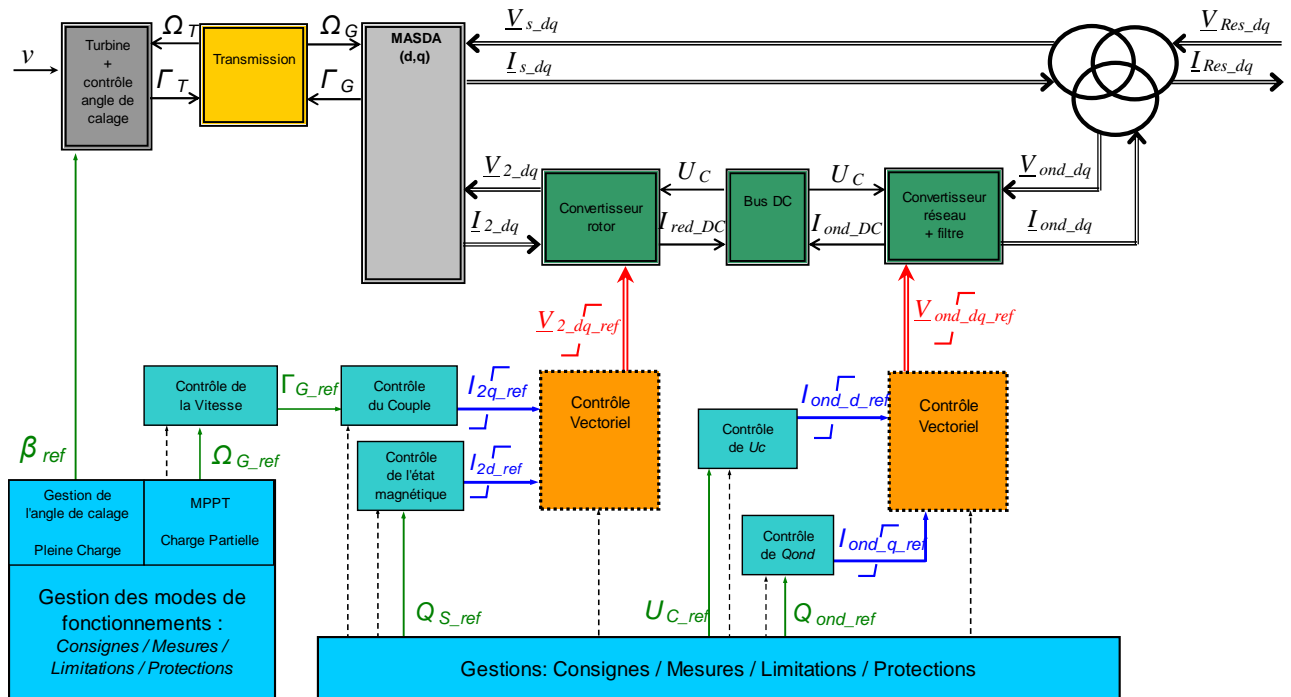 V s_dq
V Res_dq
Ω T
Ω G
MASDA
(d,q)
Turbine
+
contrôle
angle de
calage
Transmission
v
I s_dq
I Res_dq
Γ T
Γ G
V 2_dq
U C
U C
V ond_dq
Convertisseur
rotor
Bus DC
Convertisseur
réseau
+ filtre
I 2_dq
I red_DC
I ond_DC
I ond_dq
V 2_dq_ref
V ond_dq_ref
Contrôle de
la Vitesse
Γ G_ref
Contrôle
du Couple
I 2q_ref
Contrôle
Vectoriel
I ond_d_ref
Contrôle
Vectoriel
Contrôle
de Uc
β ref
Ω G_ref
Contrôle
de l'état
magnétique
I 2d_ref
Gestion de
l'angle de calage
Pleine Charge
MPPT
Charge Partielle
Contrôle
de Qond
I ond_q_ref
Gestion des modes de
fonctionnements :
Consignes / Mesures /
Limitations / Protections
Q S_ref
U C_ref
Q ond_ref
Gestions: Consignes / Mesures / Limitations / Protections